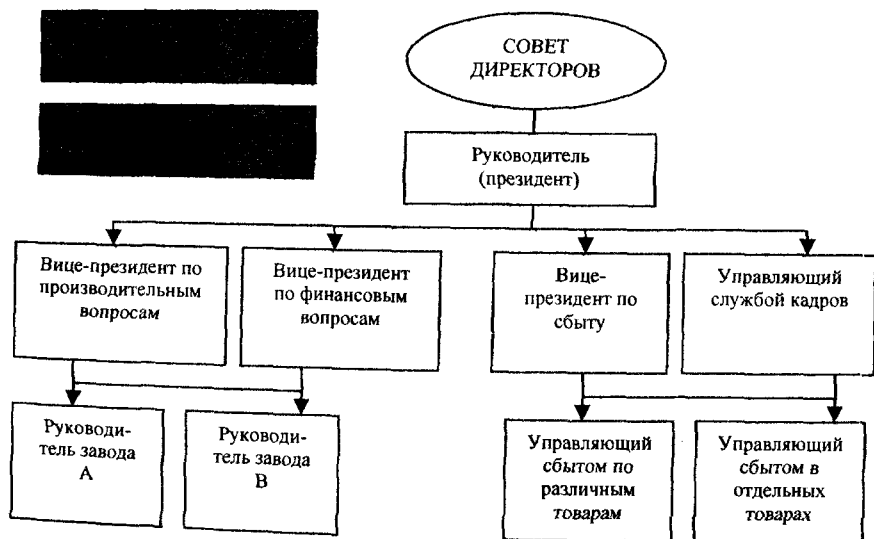 СОВЕТ
ДИРЕКТОРОВ
Руководитель
(президент)
Вице-президент по
производительным
вопросам
Вице-президент
по финансовым
вопросам
Вице-
президент по
сбыту
Управляющий
службой кадров
Руководи-
тель завода
А
Руководи-
тель завода
В
Управляющий
сбытом по
различным
товарам
Управляющий
сбытом в
отдельных
товарах